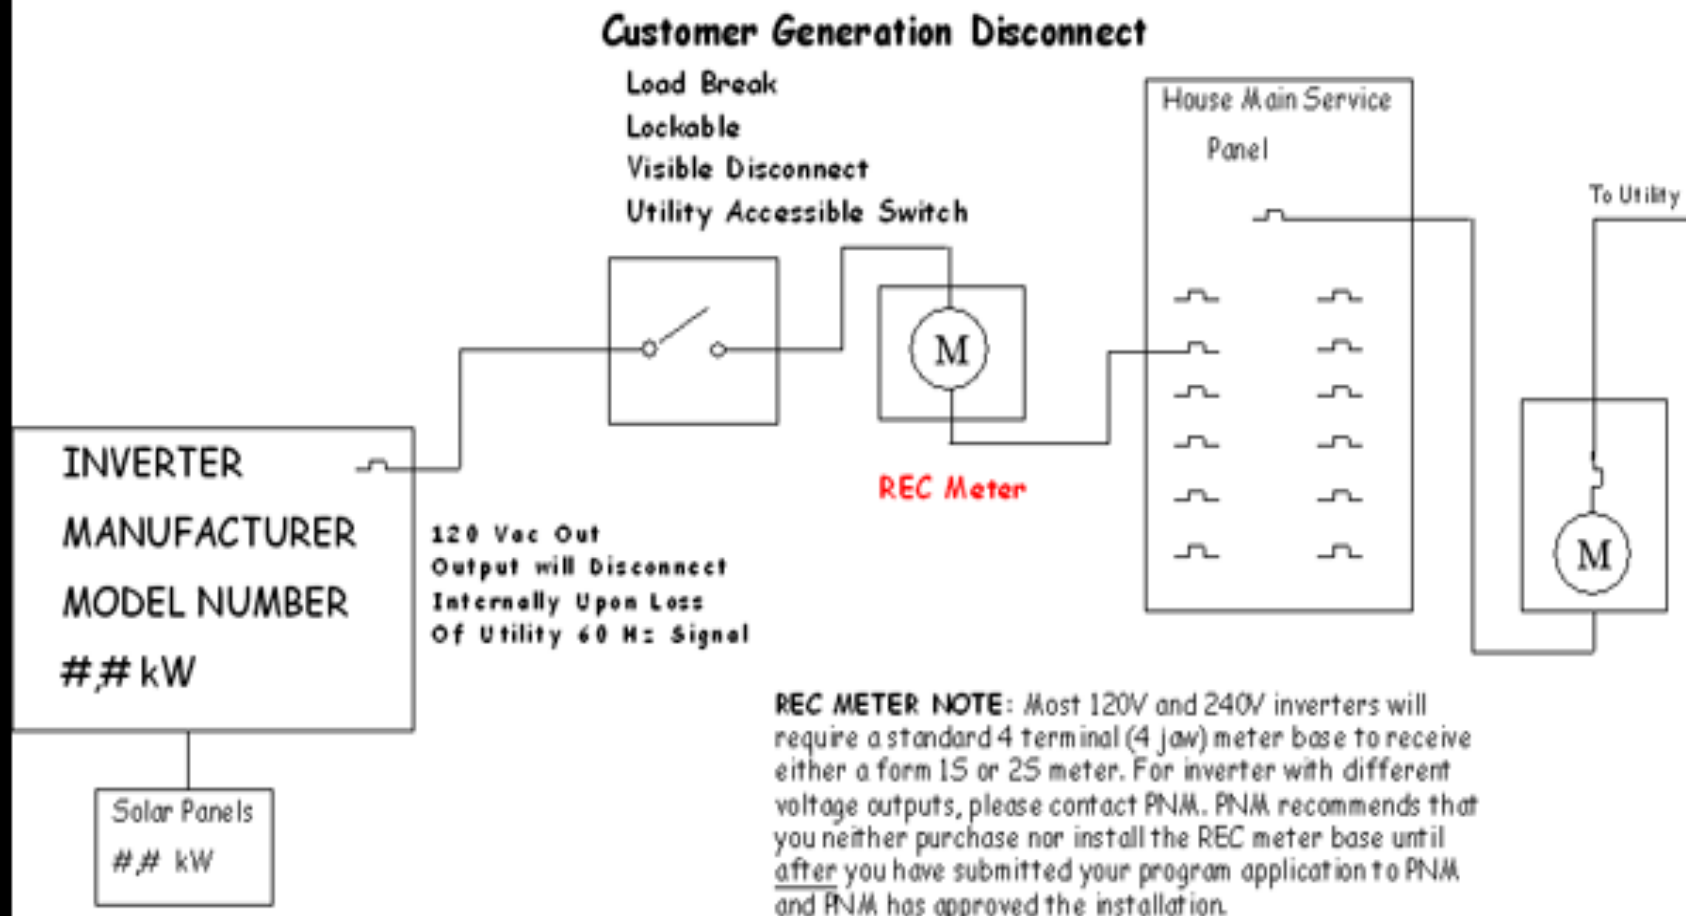 Customer Generation Disconnect
Load Break
Lockable
Visible Disconnect
Utility Accessible Switch
House Main Service
Panel
To Utility
M
REC Meter
INVERTER
MANUFACTURER
MODEL NUMBER
#,# kW
120 Vac Out
Output will Disconnect
Internally Upon Loss
Of Utility 60 Hz Signal
M
Solar Panels
#,# kW
REC METER NOTE: Most 120V and 240V inverters will
require a standard 4 terminal (4 jaw) meter base to receive
either a form 1S or 2S meter. For inverter with different
voltage outputs, please contact PNM. PNM recommends that
you neither purchase nor install the REC meter base until
after you have submitted your program application to PNM
and PNM has approved the installation.